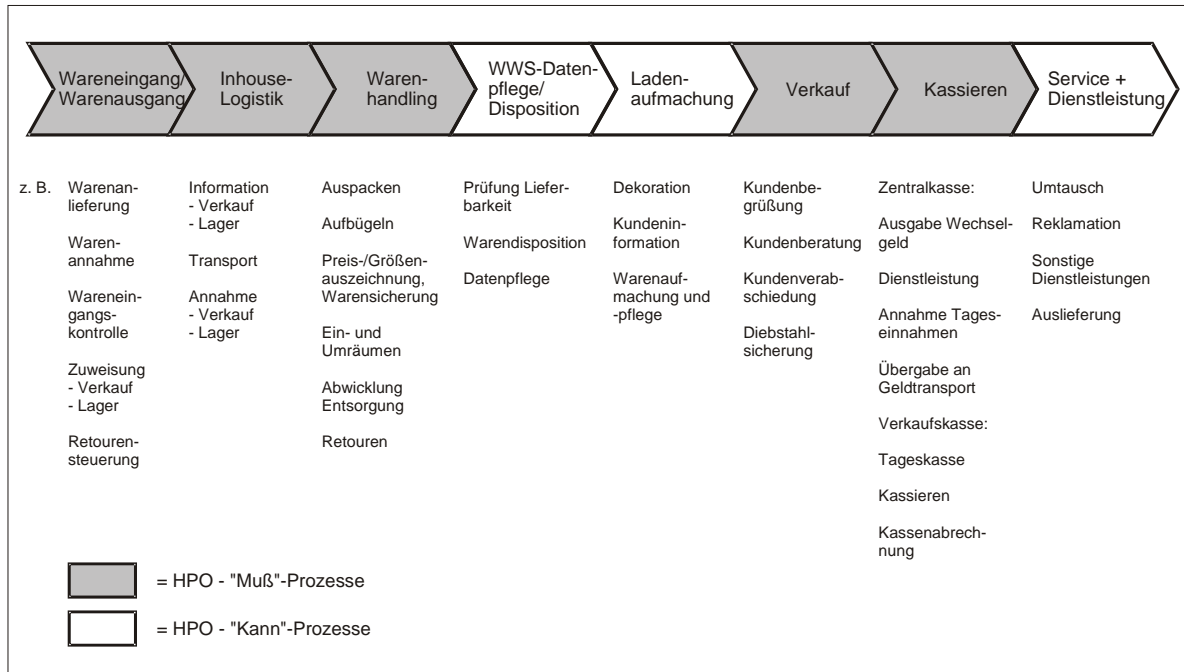 Wareneingang/
Warenausgang
Inhouse-
Logistik
Waren-
handling
WWS-Daten-
pflege/
Disposition
Laden-
aufmachung
Verkauf
Kassieren
Service +
Dienstleistung
z. B.
Warenan-
lieferung
Waren-
annahme
Warenein-
gangs-
kontrolle
Zuweisung
- Verkauf
- Lager
Retouren-
steuerung
Information
- Verkauf
- Lager
Transport
Annahme
- Verkauf
- Lager
Auspacken
Aufbügeln
Preis-/Größen-
auszeichnung,
Warensicherung
Ein- und
Umräumen
Abwicklung
Entsorgung
Retouren
Prüfung Liefer-
barkeit
Warendisposition
Datenpflege
Dekoration
Kundenin-
formation
Warenauf-
machung und
-pflege
Kundenbe-
grüßung
Kundenberatung
Kundenverab-
schiedung
Diebstahl-
sicherung
Zentralkasse:
Ausgabe Wechsel-
geld
Dienstleistung
Annahme Tages-
einnahmen
Übergabe an
Geldtransport
Verkaufskasse:
Tageskasse
Kassieren
Kassenabrech-
nung
Umtausch
Reklamation
Sonstige
Dienstleistungen
Auslieferung
= HPO - "Muß"-Prozesse
= HPO - "Kann"-Prozesse